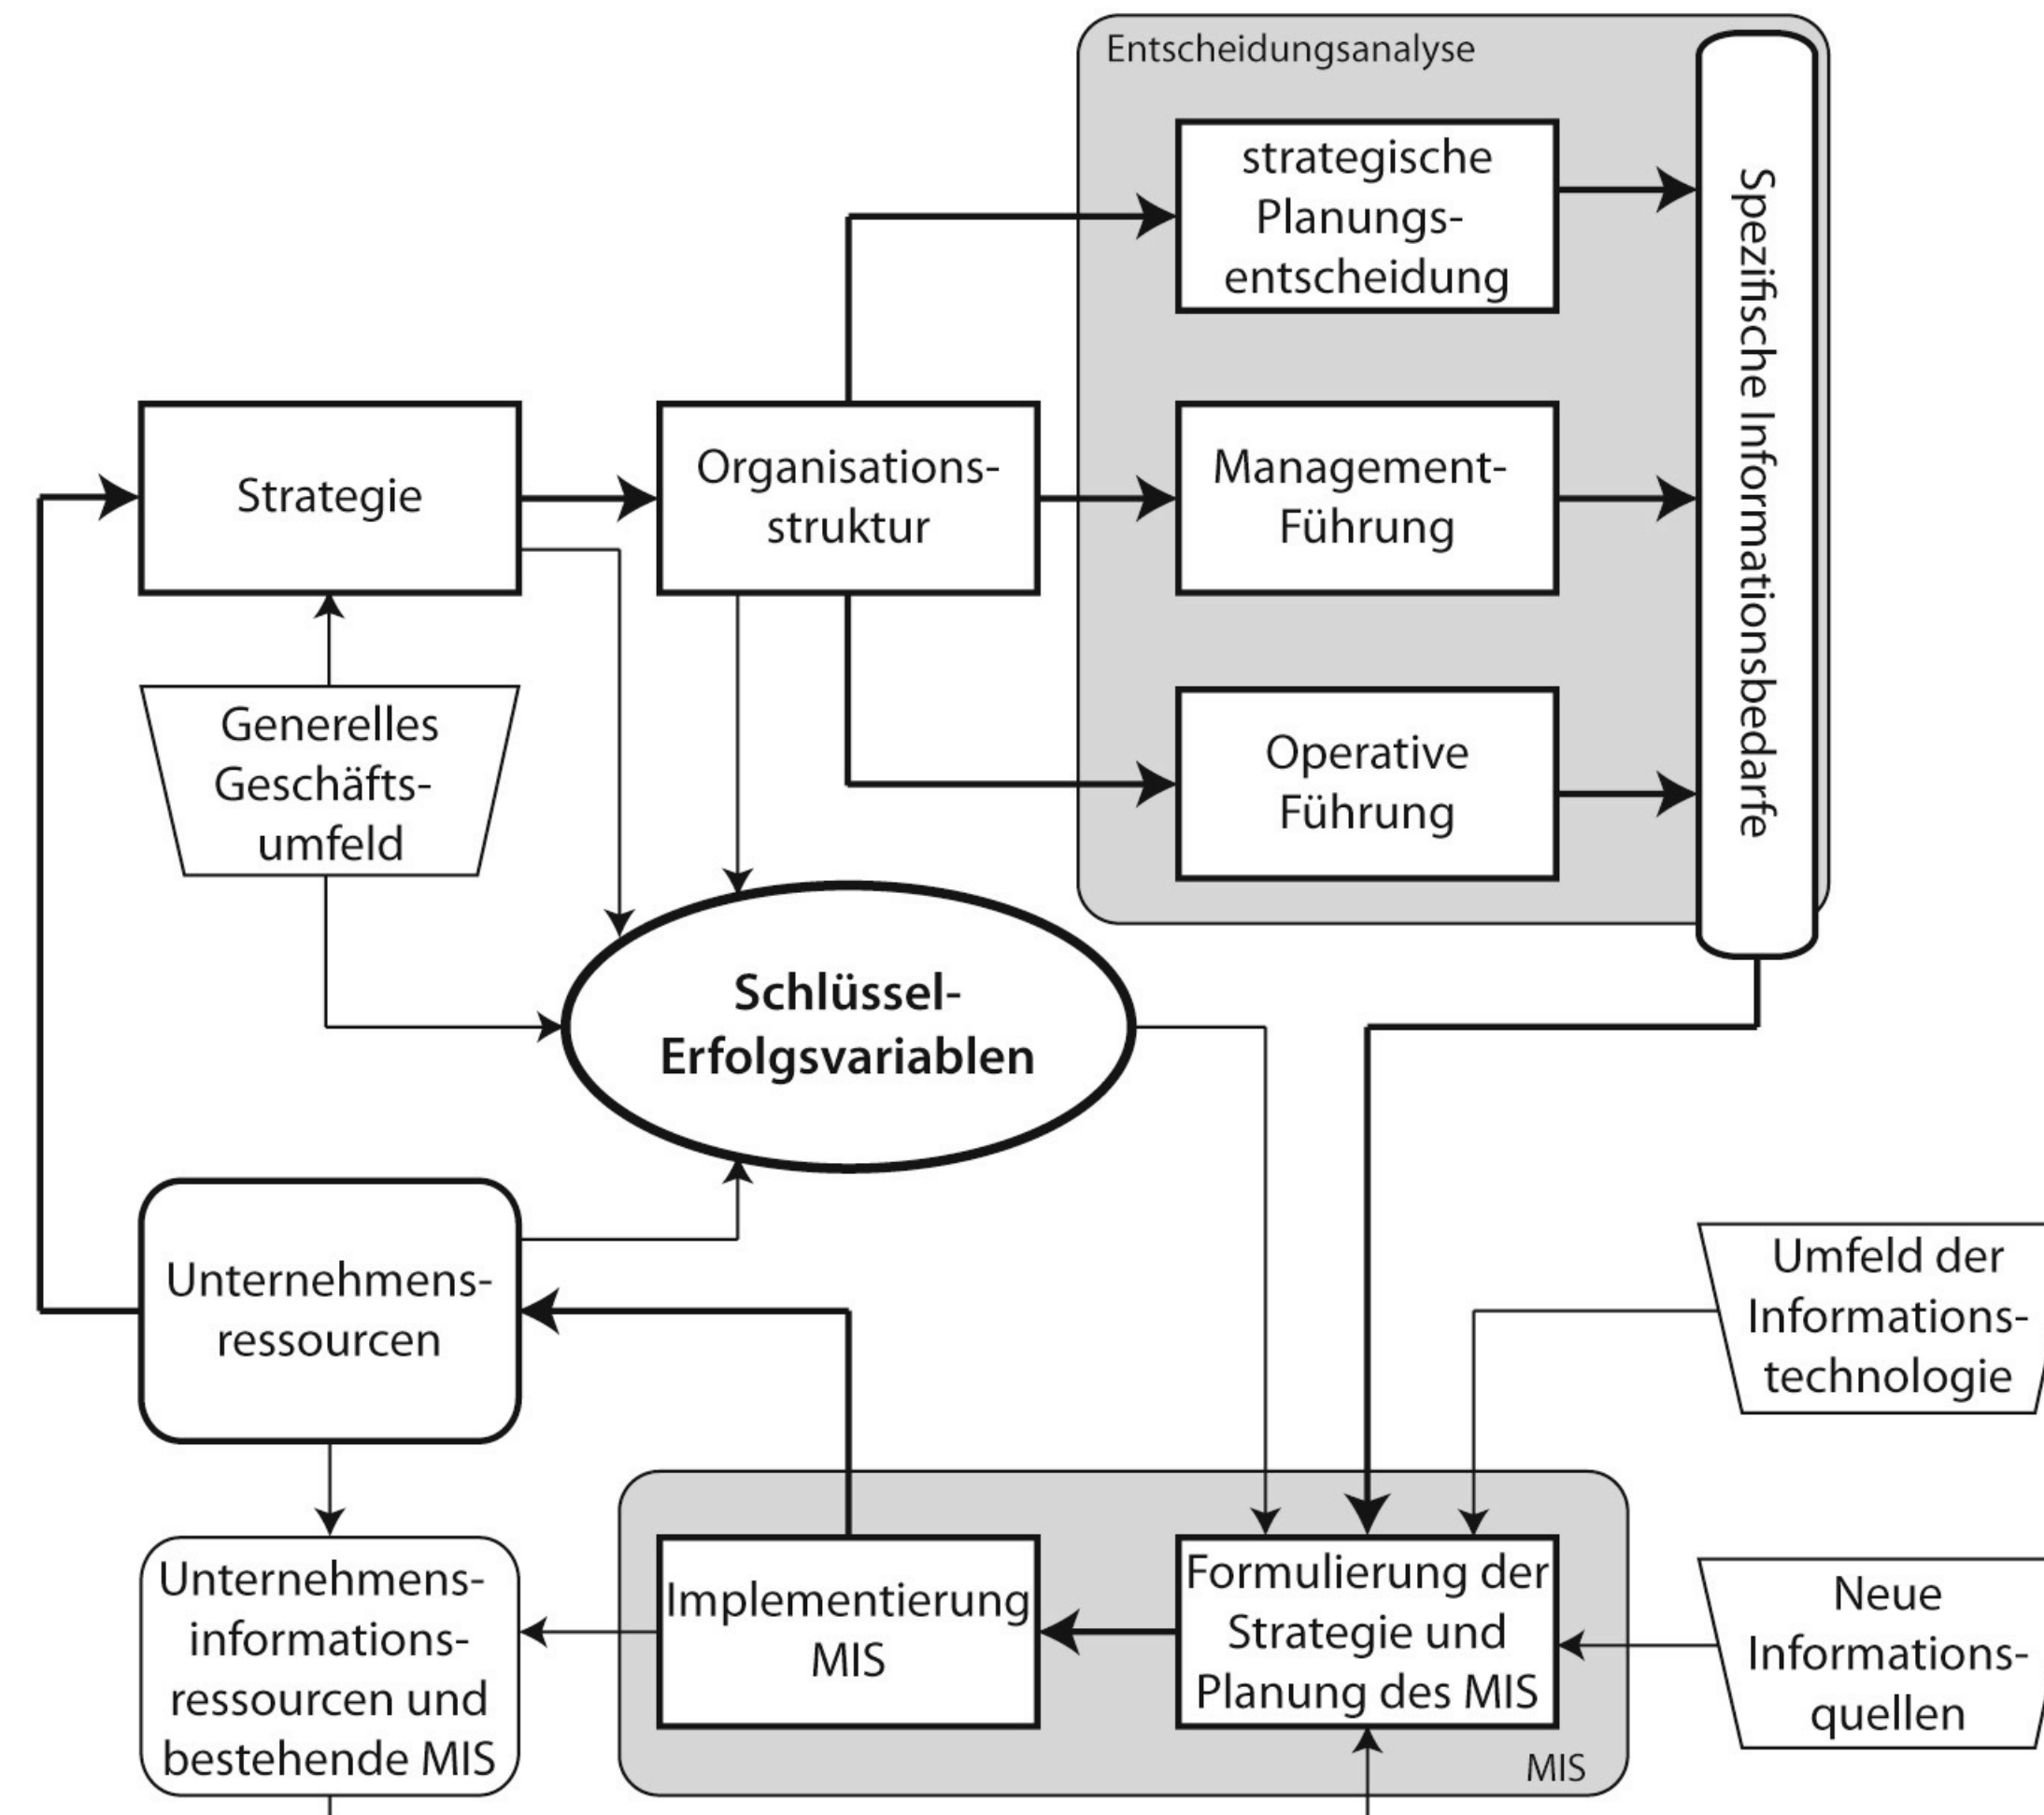 Entscheidungsanalyse
strategische
Planungs-
entscheidung
Spezifische Informationsbedarfe
Strategie
Organisations-
struktur
Management-
Führung
Generelles
Geschäfts-
umfeld
Operative
Führung
Schlüssel-
Erfolgsvariablen
Unternehmens-
ressourcen
Umfeld der
Informations-
technologie
Unternehmens-
informations-
ressourcen und
bestehende MIS
Implementierung
MIS
Formulierung der
Strategie und
Planung des MIS
Neue
Informations-
quellen
MIS